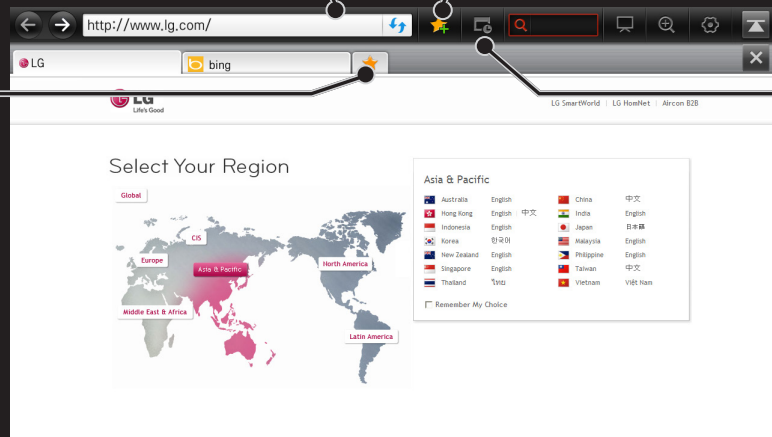 http://www.lg.com/
LG
bing
LG
Life's Good
LG SmartWorld | LG HomNet | Aircon B2B
Select Your Region
Global
CIS
Europe
Asia & Pacific
North America
Middle East & Africa
Latin America
Asia & Pacific
Australia English
China 中文
Hong Kong English | 中文
India English
Indonesia English
Japan 日本語
Korea 한국어
Malaysia English
New Zealand English
Philippine English
Singapore English
Taiwan 中文
Thailand ไทย
Vietnam Việt Nam
Remember My Choice